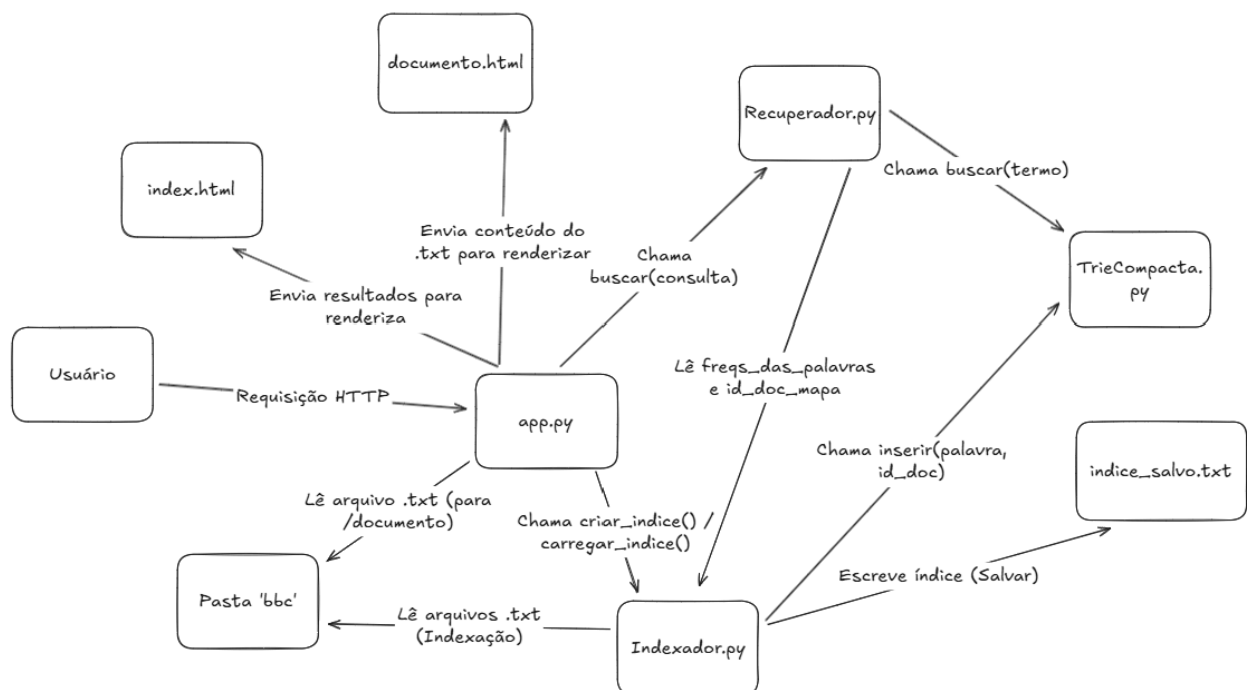 documento.html
Recuperador.py
index.html
Chama buscar(termo)
Envia conteúdo do
.txt para renderizar
Chama
buscar(consulta)
TrieCompacta.
py
Envia resultados para
renderiza
Usuário
Requisição HTTP
Lê freqs_das_palavras
e id_doc_mapa
app.py
Chama inserir(palavra,
id_doc)
indice_salvo.txt
Lê arquivo .txt (para
/documento)
Chama criar_indice() /
carregar_indice()
Escreve índice (Salvar)
Pasta 'bbc'
Lê arquivos .txt
(Indexação)
Indexador.py